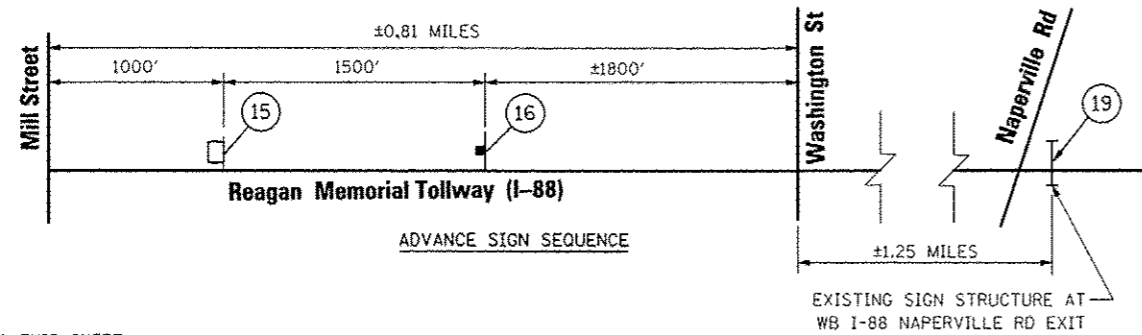 ±0.81 MILES
1000'
1500'
±1800'
Mill Street
15
16
Washington St
Naperville Rd
19
Reagan Memorial Tollway (I-88)
ADVANCE SIGN SEQUENCE
±1.25 MILES
EXISTING SIGN STRUCTURE AT
WB I-88 NAPERVILLE RD EXIT